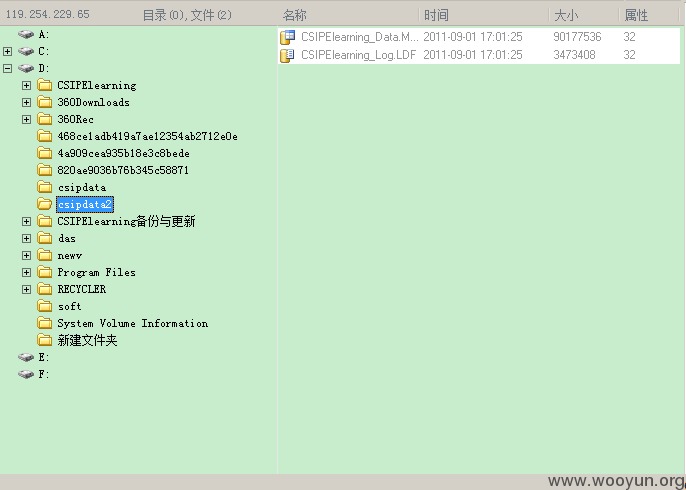 119.254.229.65 目录(0),文件(2) 名称 时间 大小 属性
A:
C:
D:
CSIPElearning
360Downloads
360Rec
468ce1adb419a7ae12354ab2712e0e
4a909cea935b18e3c8bede
820ae9036b76b345c58871
csipdata
csipdata2
CSIPElearning备份与更新
das
newv
Program Files
RECYCLER
soft
System Volume Information
新建文件夹
E:
F:
CSIPElearning_Data.M... 2011-09-01 17:01:25 90177536 32
CSIPElearning_Log.LDF 2011-09-01 17:01:25 3473408 32
www.wooyun.org